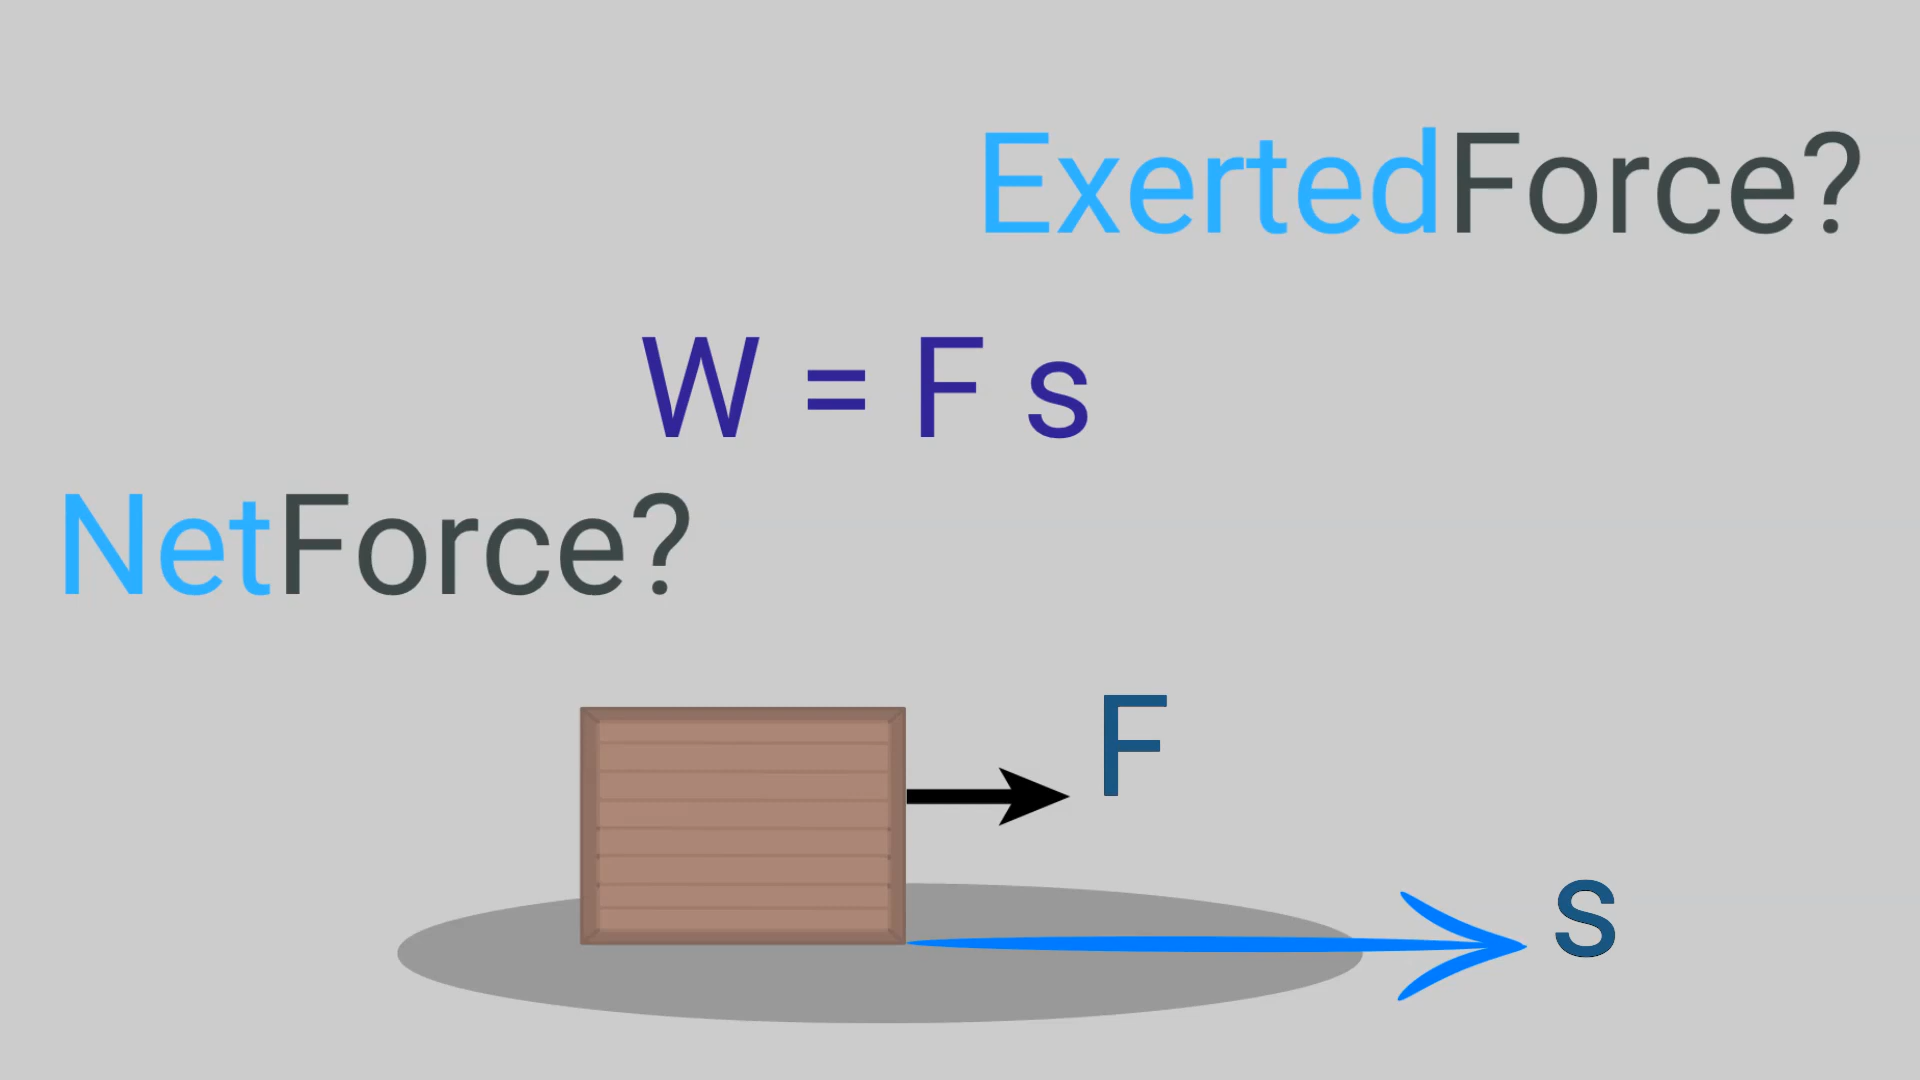 ExertedForce?
W = F s
NetForce?
F
s